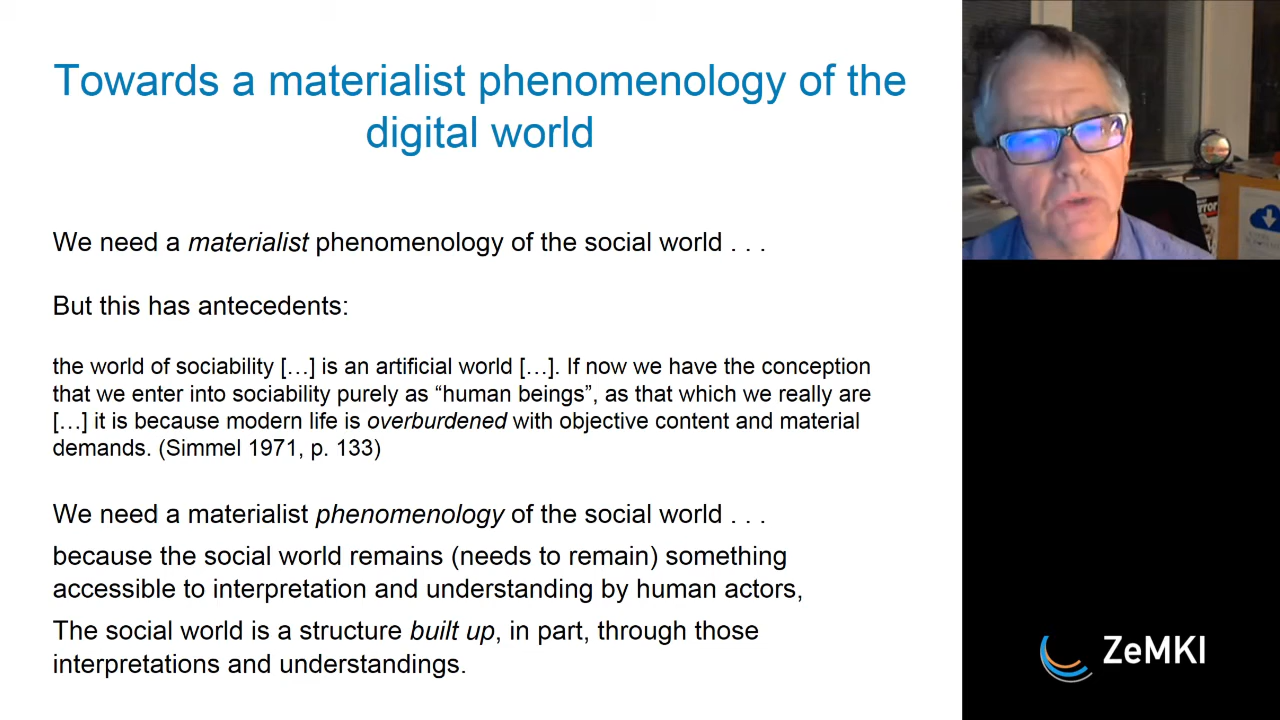 Towards a materialist phenomenology of the
digital world
We need a materialist phenomenology of the social world . . .
But this has antecedents:
the world of sociability […] is an artificial world […]. If now we have the conception
that we enter into sociability purely as “human beings”, as that which we really are
[…] it is because modern life is overburdened with objective content and material
demands. (Simmel 1971, p. 133)
We need a materialist phenomenology of the social world . . .
because the social world remains (needs to remain) something
accessible to interpretation and understanding by human actors,
The social world is a structure built up, in part, through those
interpretations and understandings.
ZeMKI